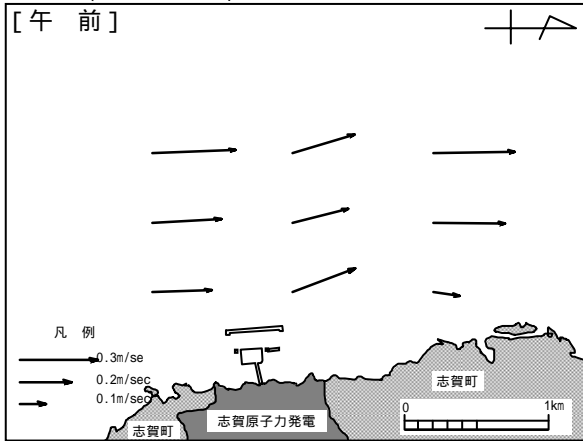 [午 前]
凡 例
0.3m/se
0.2m/sec
0.1m/sec
志賀町
志賀原子力発電
志賀町
0
1km